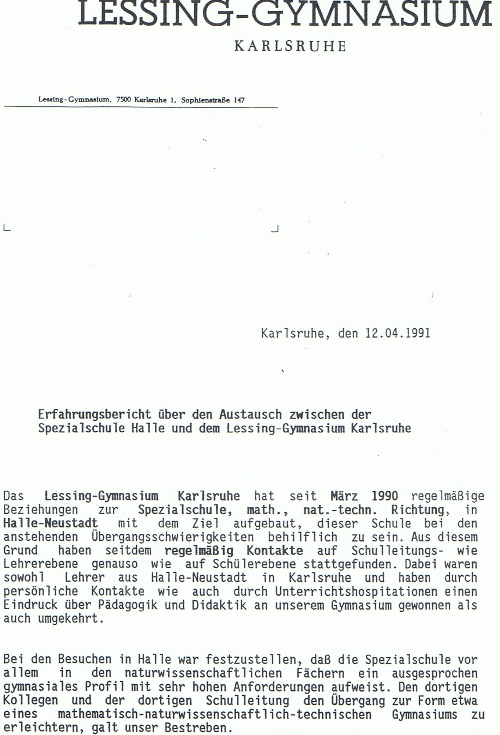 LESSING-GYMNASIUM
KARLSRUHE
Lessing-Gymnasium, 7500 Karlsruhe 1, Sophienstraße 147
Karlsruhe, den 12.04.1991
Erfahrungsbericht über den Austausch zwischen der
Spezialschule Halle und dem Lessing-Gymnasium Karlsruhe
Das Lessing-Gymnasium Karlsruhe hat seit März 1990 regelmäßige
Beziehungen zur Spezialschule, math., nat.-techn. Richtung, in
Halle-Neustadt mit dem Ziel aufgebaut, dieser Schule bei den
anstehenden Übergangsschwierigkeiten behilflich zu sein. Aus diesem
Grund haben seitdem regelmäßig Kontakte auf Schulleitungs- wie
Lehrerebene genauso wie auf Schülerebene stattgefunden. Dabei waren
sowohl Lehrer aus Halle-Neustadt in Karlsruhe und haben durch
persönliche Kontakte wie auch durch Unterrichtshospitationen einen
Eindruck über Pädagogik und Didaktik an unserem Gymnasium gewonnen als
auch umgekehrt.
Bei den Besuchen in Halle war festzustellen, daß die Spezialschule vor
allem in den naturwissenschaftlichen Fächern ein ausgesprochen
gymnasiales Profil mit sehr hohen Anforderungen aufweist. Den dortigen
Kollegen und der dortigen Schulleitung den Übergang zur Form etwa
eines mathematisch-naturwissenschaftlich-technischen Gymnasiums zu
erleichtern, galt unser Bestreben.